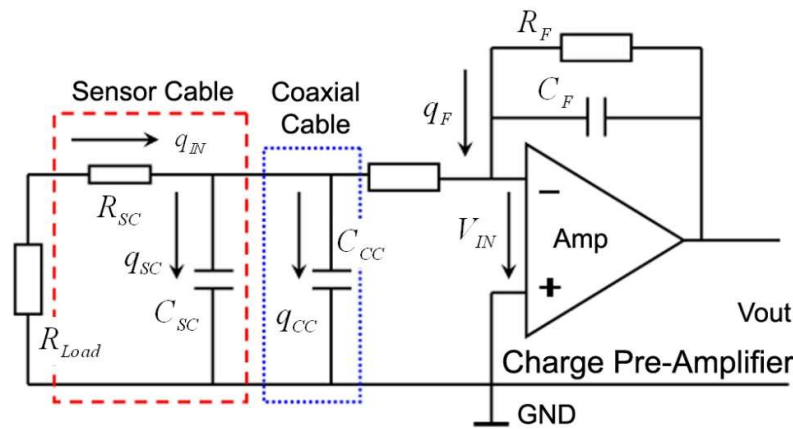 R_F
Sensor Cable
Coaxial
Cable
C_F
q_F
q_IN
R_SC
V_IN
−
Amp
+
C_CC
q_SC
C_SC
q_CC
R_Load
Vout
Charge Pre-Amplifier
GND